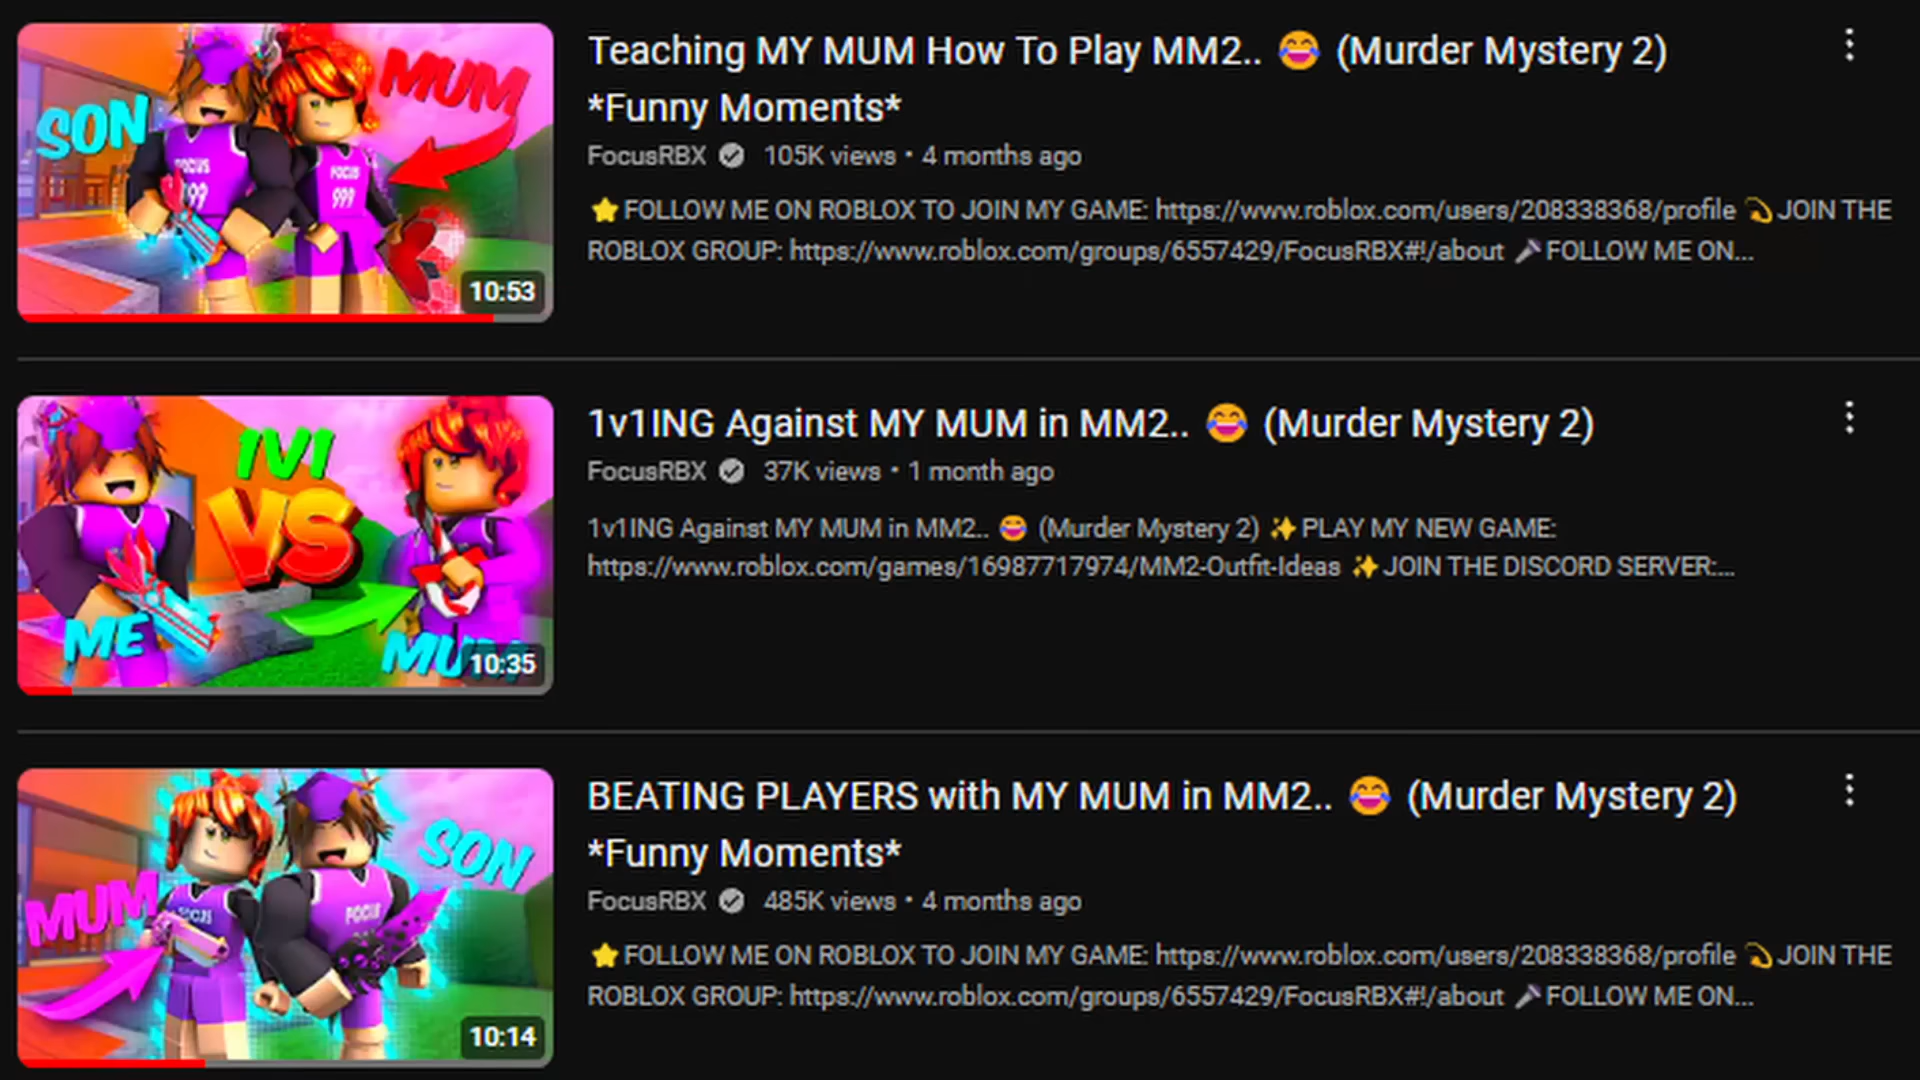 SON
MUM
FOCUS
999
FOCUS
999
10:53
Teaching MY MUM How To Play MM2.. 😂 (Murder Mystery 2)
*Funny Moments*
FocusRBX 105K views • 4 months ago
⭐FOLLOW ME ON ROBLOX TO JOIN MY GAME: https://www.roblox.com/users/208338368/profile 💫JOIN THE
ROBLOX GROUP: https://www.roblox.com/groups/6557429/FocusRBX#!/about 🎤FOLLOW ME ON...
1V1
VS
ME
MUM
10:35
1v1ING Against MY MUM in MM2.. 😂 (Murder Mystery 2)
FocusRBX 37K views • 1 month ago
1v1ING Against MY MUM in MM2.. 😂 (Murder Mystery 2) ✨PLAY MY NEW GAME:
https://www.roblox.com/games/16987717974/MM2-Outfit-Ideas ✨JOIN THE DISCORD SERVER:...
SON
MUM
FOCUS
FOCUS
10:14
BEATING PLAYERS with MY MUM in MM2.. 😂 (Murder Mystery 2)
*Funny Moments*
FocusRBX 485K views • 4 months ago
⭐FOLLOW ME ON ROBLOX TO JOIN MY GAME: https://www.roblox.com/users/208338368/profile 💫JOIN THE
ROBLOX GROUP: https://www.roblox.com/groups/6557429/FocusRBX#!/about 🎤FOLLOW ME ON...